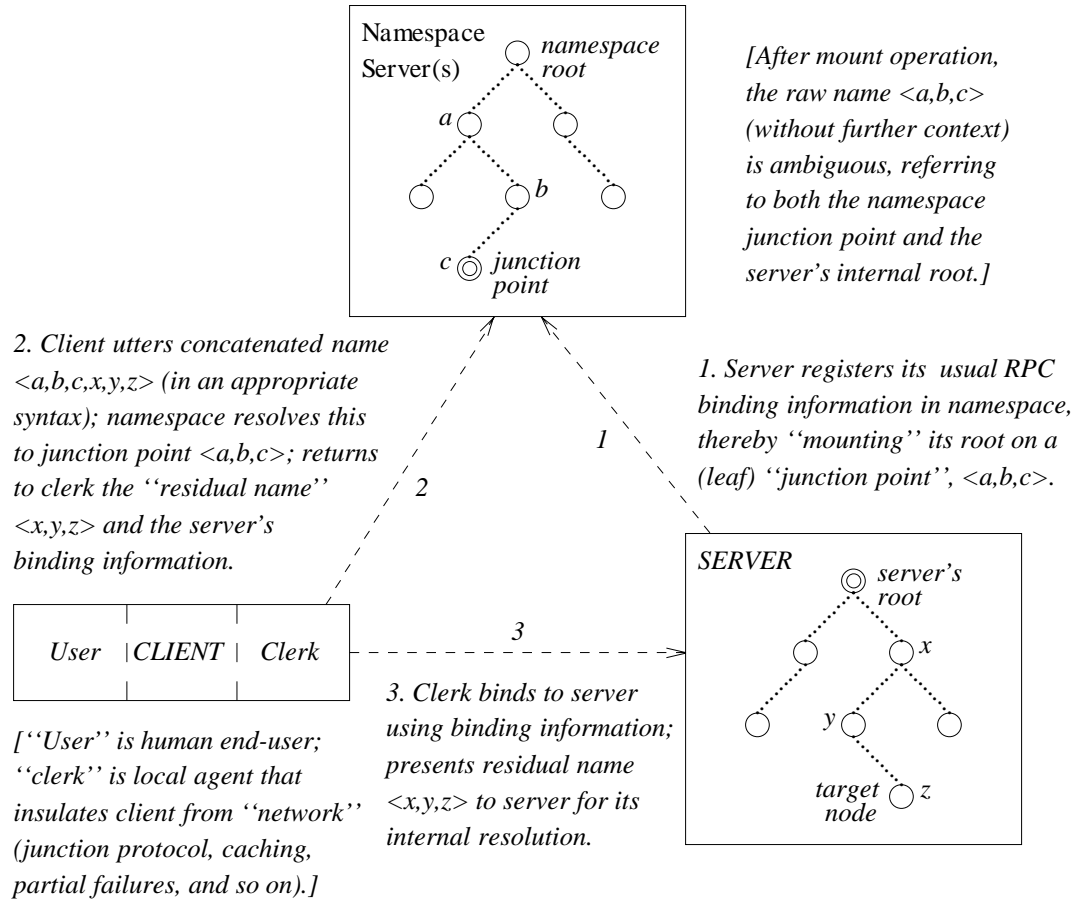 Namespace
Server(s)
namespace
root
a
b
c
junction
point
[After mount operation,
the raw name <a,b,c>
(without further context)
is ambiguous, referring
to both the namespace
junction point and the
server's internal root.]
2. Client utters concatenated name
<a,b,c,x,y,z> (in an appropriate
syntax); namespace resolves this
to junction point <a,b,c>; returns
to clerk the ‘‘residual name’’
<x,y,z> and the server’s
binding information.
2
1
1. Server registers its usual RPC
binding information in namespace,
thereby ‘‘mounting’’ its root on a
(leaf) ‘‘junction point’’, <a,b,c>.
User | CLIENT | Clerk
3
3. Clerk binds to server
using binding information;
presents residual name
<x,y,z> to server for its
internal resolution.
SERVER
server’s
root
x
y
target
node
z
[‘‘User’’ is human end-user;
‘‘clerk’’ is local agent that
insulates client from ‘‘network’’
(junction protocol, caching,
partial failures, and so on).]